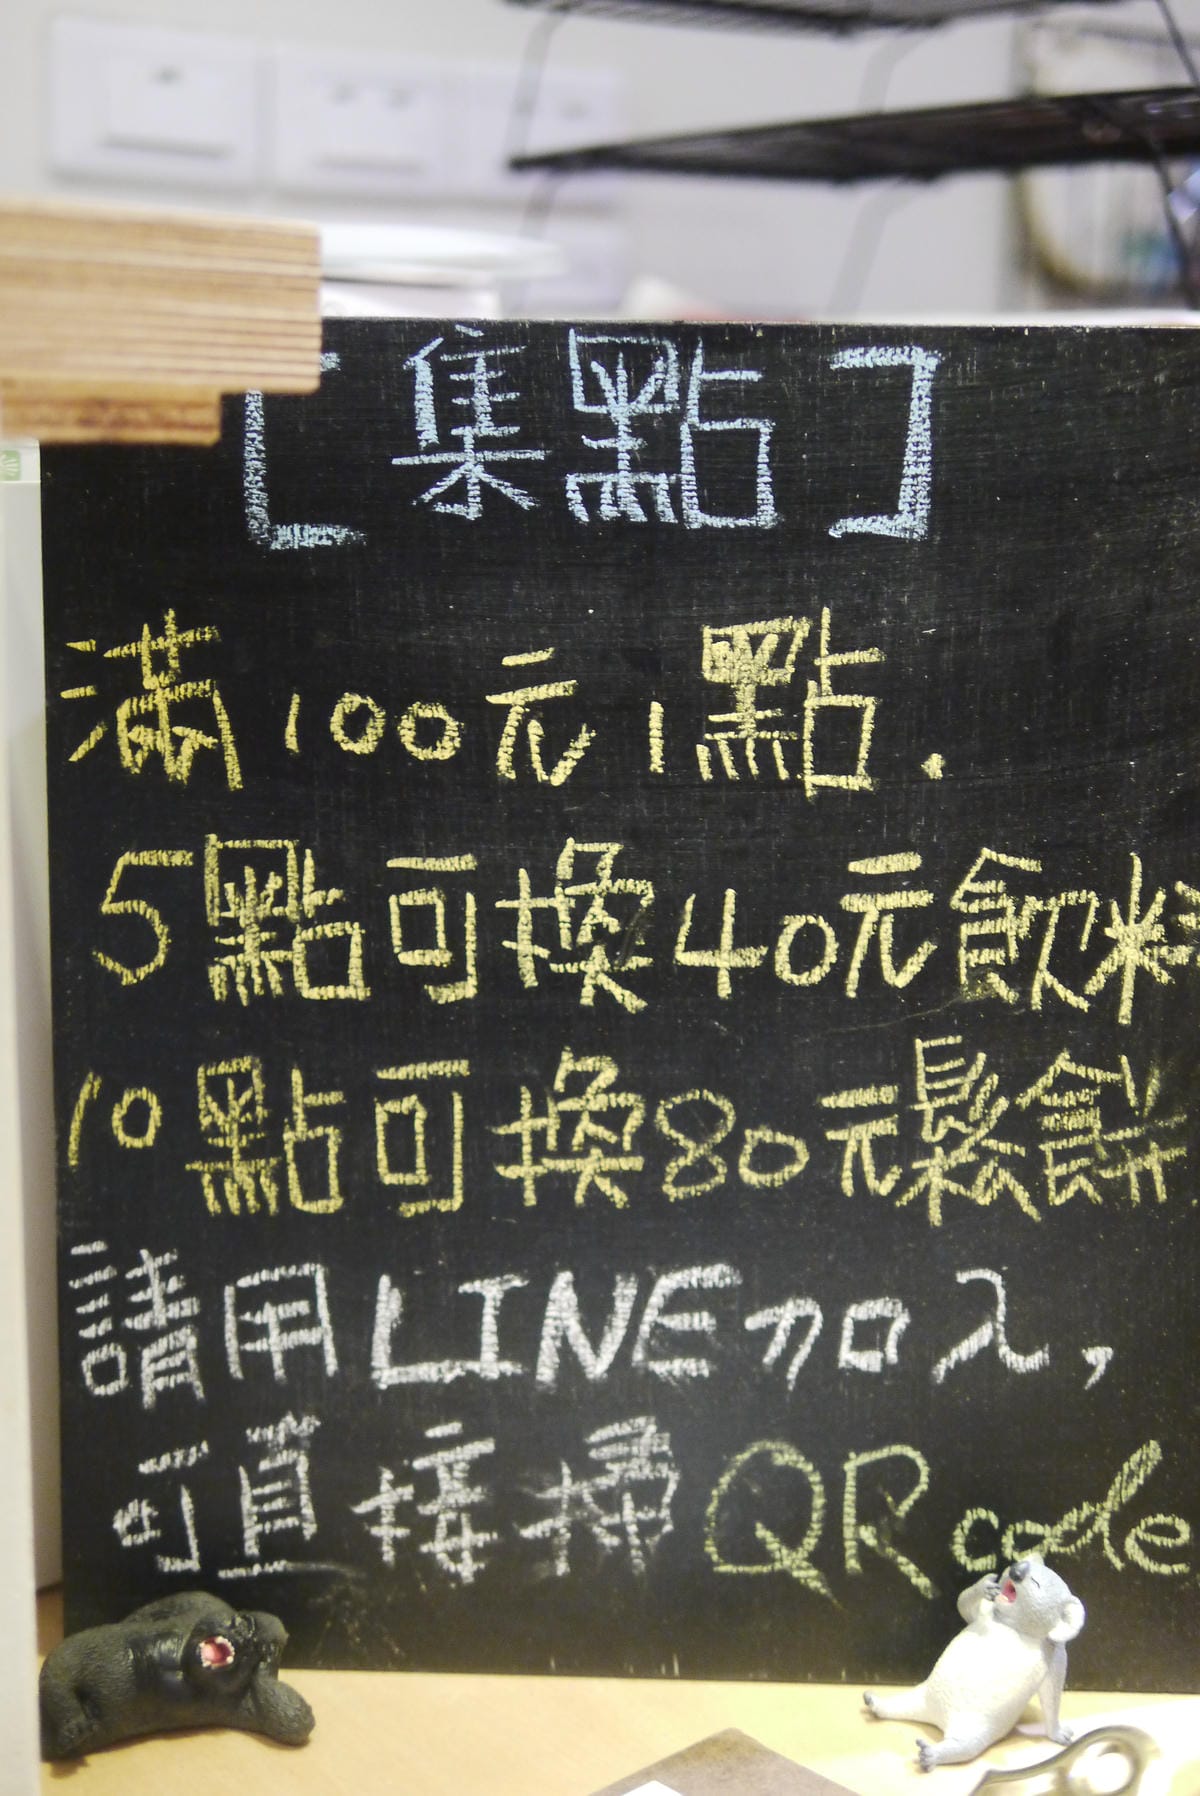 [集點]
滿100元1點.
5點可換40元飲料
10點可換80元鬆餅
請用LINE加入,
可直接掃QR code